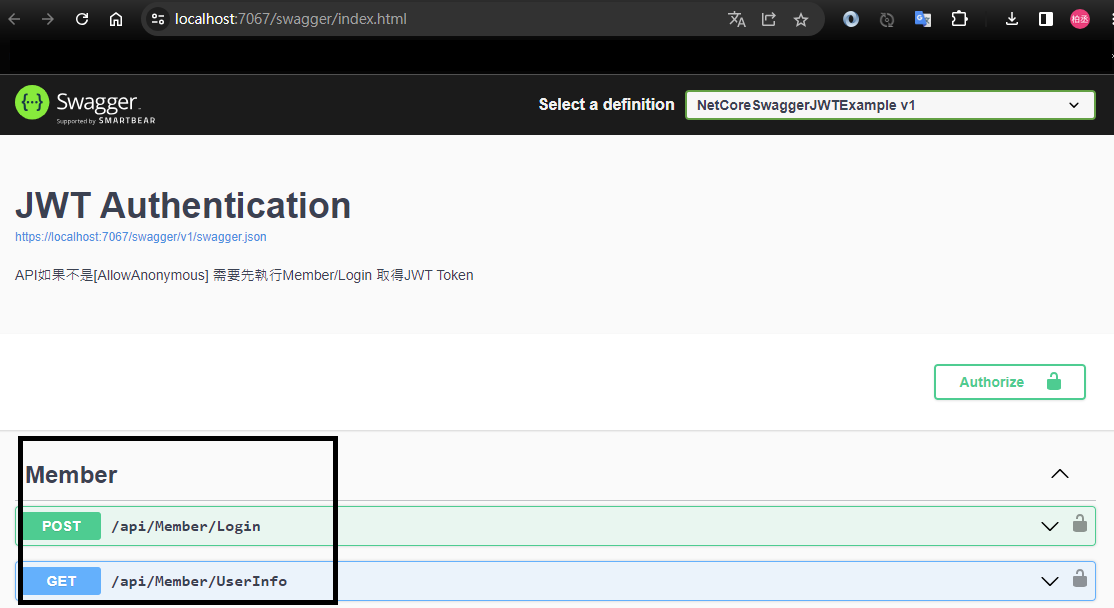 localhost:7067/swagger/index.html
柏丞
Swagger.
Supported by SMARTBEAR
Select a definition
NetCoreSwaggerJWTExample v1
JWT Authentication
https://localhost:7067/swagger/v1/swagger.json
API如果不是[AllowAnonymous] 需要先執行Member/Login 取得JWT Token
Authorize
Member
POST /api/Member/Login
GET /api/Member/UserInfo